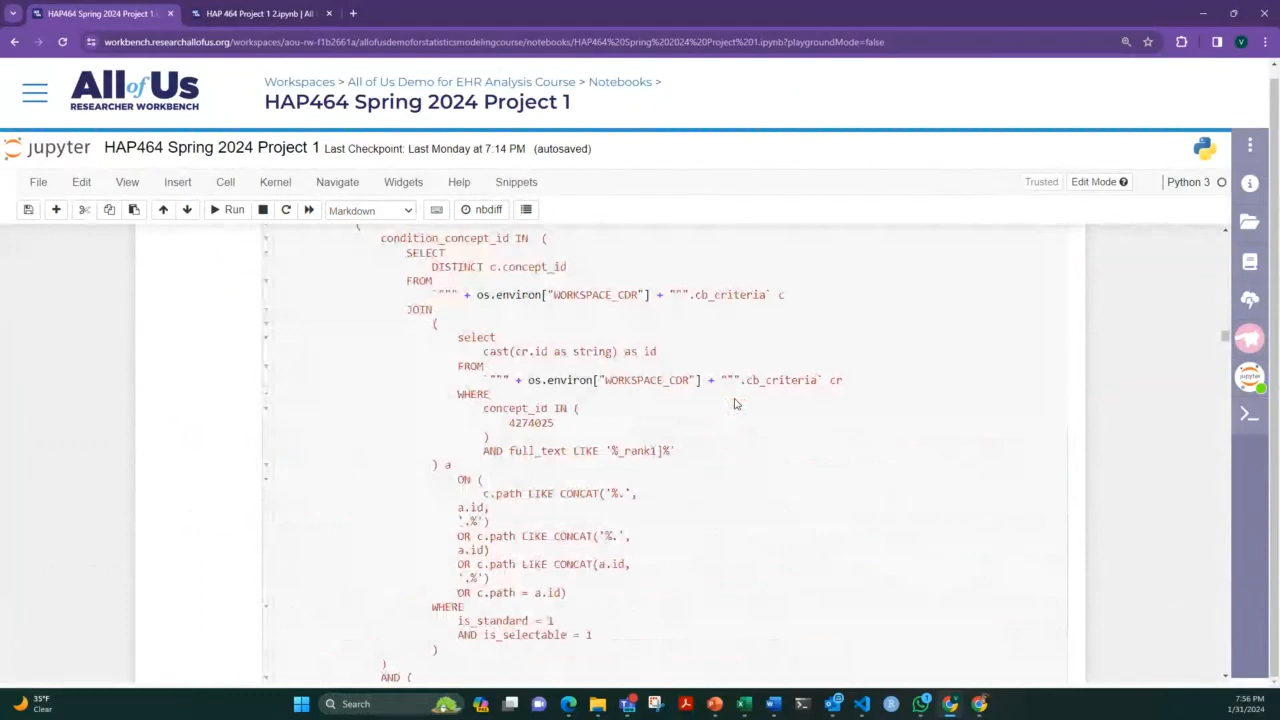 HAP464 Spring 2024 Project 1
HAP 464 Project 1 2.ipynb | All
workbench.researchallofus.org/workspaces/aou-rw-f1b2661a/allofusdemoforstatisticsmodelingcourse/notebooks/HAP464%20Spring%202024%20Project%201.ipynb?playgroundMode=false
All of Us
RESEARCHER WORKBENCH
Workspaces > All of Us Demo for EHR Analysis Course > Notebooks >
HAP464 Spring 2024 Project 1
jupyter HAP464 Spring 2024 Project 1 Last Checkpoint: Last Monday at 7:14 PM (autosaved)
File Edit View Insert Cell Kernel Navigate Widgets Help Snippets Trusted Edit Mode Python 3
Run Markdown nbdiff
(
condition_concept_id IN (
SELECT
DISTINCT c.concept_id
FROM
`""" + os.environ["WORKSPACE_CDR"] + """.cb_criteria` c
JOIN
(
select
cast(cr.id as string) as id
FROM
`""" + os.environ["WORKSPACE_CDR"] + """.cb_criteria` cr
WHERE
concept_id IN (
4274025
)
AND full_text LIKE '%_rank1]%'
) a
ON (
c.path LIKE CONCAT('%.',
a.id,
'.%')
OR c.path LIKE CONCAT('%.',
a.id)
OR c.path LIKE CONCAT(a.id,
'.%')
OR c.path = a.id)
WHERE
is_standard = 1
AND is_selectable = 1
)
)
AND (
jupyter
35°F
Clear
Search
7:56 PM
1/31/2024